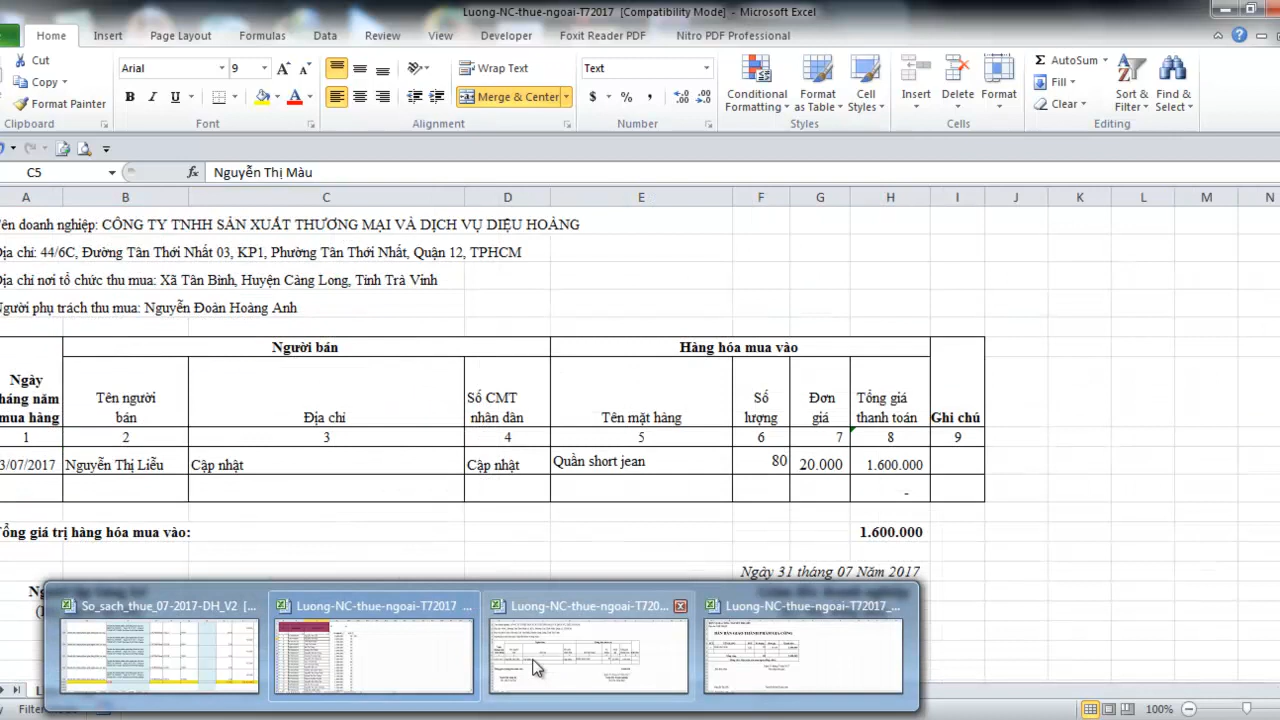 Luong-NC-thue-ngoai-T72017 [Compatibility Mode] - Microsoft Excel
Home Insert Page Layout Formulas Data Review View Developer Foxit Reader PDF Nitro PDF Professional
Cut
Copy
Format Painter
Clipboard
Arial 9
B I U
Font
Wrap Text
Merge & Center
Alignment
Text
$ % ,
Number
Conditional Formatting
Format as Table
Cell Styles
Styles
Insert Delete Format
Cells
AutoSum
Fill
Clear
Sort & Filter
Find & Select
Editing
C5 fx Nguyễn Thị Màu
A B C D E F G H I J K L M N
ên doanh nghiệp: CÔNG TY TNHH SẢN XUẤT THƯƠNG MẠI VÀ DỊCH VỤ DIỆU HOÀNG
Địa chỉ: 44/6C, Đường Tân Thới Nhất 03, KP1, Phường Tân Thới Nhất, Quận 12, TPHCM
Địa chỉ nơi tổ chức thu mua: Xã Tân Bình, Huyện Càng Long, Tỉnh Trà Vinh
Người phụ trách thu mua: Nguyễn Đoàn Hoàng Anh
Người bán Hàng hóa mua vào
Ngày háng năm mua hàng
Tên người bán
Địa chỉ
Số CMT nhân dân
Tên mặt hàng
Số lượng
Đơn giá
Tổng giá thanh toán
Ghi chú
1 2 3 4 5 6 7 8 9
3/07/2017 Nguyễn Thị Liễu Cập nhật Cập nhật Quần short jean 80 20.000 1.600.000
-
Tổng giá trị hàng hóa mua vào: 1.600.000
Ngày 31 tháng 07 Năm 2017
So_sach_thue_07-2017-DH_V2 [... Luong-NC-thue-ngoai-T72017 ... Luong-NC-thue-ngoai-T720... Luong-NC-thue-ngoai-T72017_...
100%